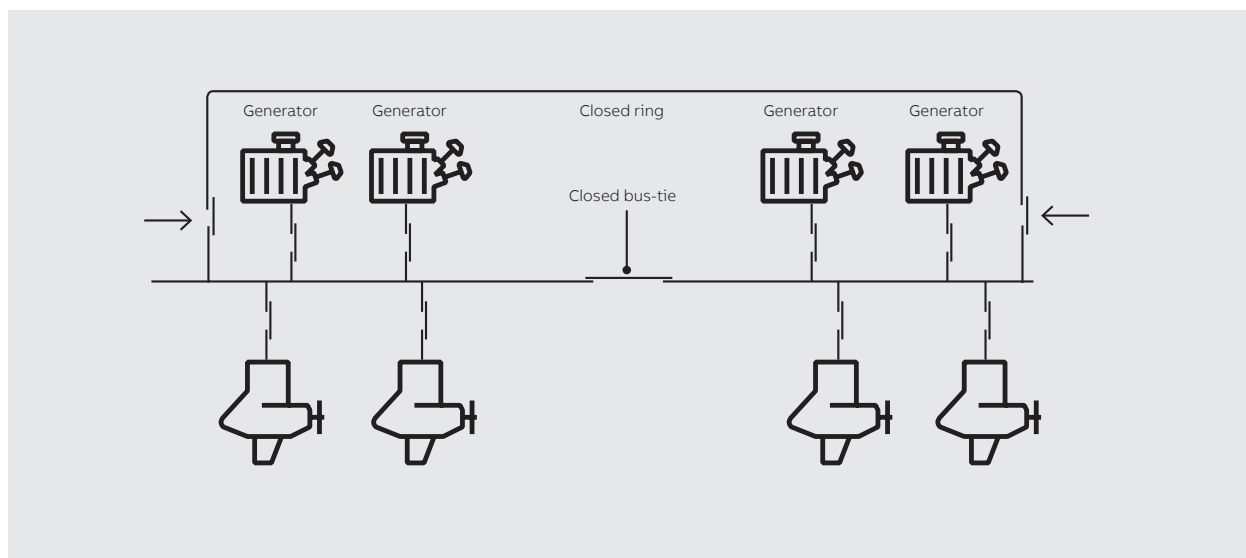 Generator
Generator
Closed ring
Generator
Generator
Closed bus-tie